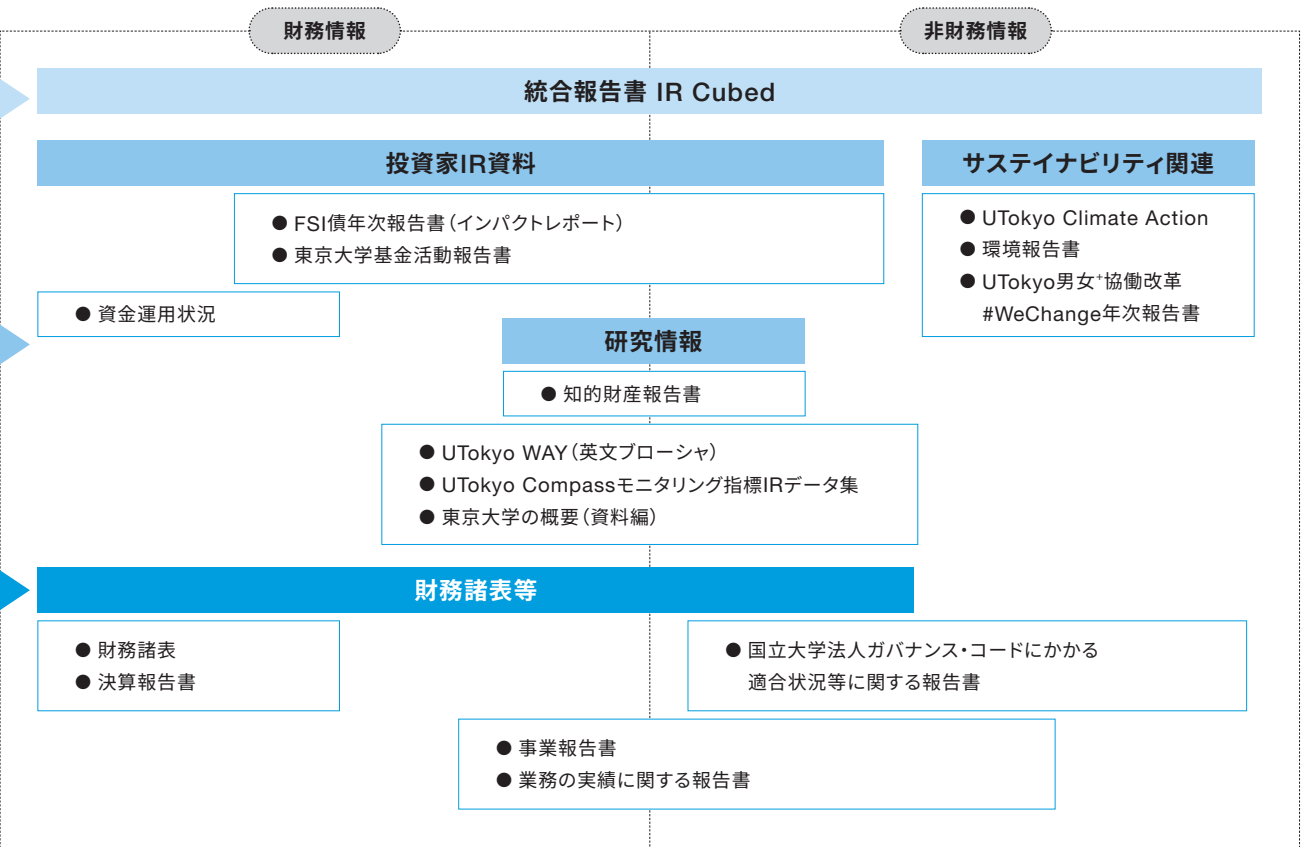 財務情報
非財務情報
統合報告書 IR Cubed
投資家IR資料
サステイナビリティ関連
● FSI債年次報告書（インパクトレポート）
● 東京大学基金活動報告書
● UTokyo Climate Action
● 環境報告書
● UTokyo男女⁺協働改革
#WeChange年次報告書
● 資金運用状況
研究情報
● 知的財産報告書
● UTokyo WAY（英文ブローシャ）
● UTokyo Compassモニタリング指標IRデータ集
● 東京大学の概要（資料編）
財務諸表等
● 財務諸表
● 決算報告書
● 国立大学法人ガバナンス・コードにかかる
適合状況等に関する報告書
● 事業報告書
● 業務の実績に関する報告書